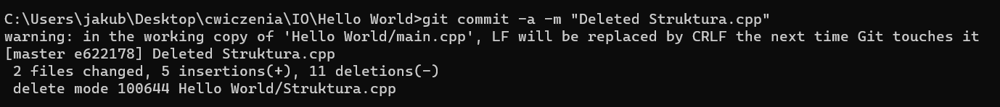 C:\Users\jakub\Desktop\cwiczenia\IO\Hello World>git commit -a -m "Deleted Struktura.cpp"
warning: in the working copy of 'Hello World/main.cpp', LF will be replaced by CRLF the next time Git touches it
[master e622178] Deleted Struktura.cpp
 2 files changed, 5 insertions(+), 11 deletions(-)
 delete mode 100644 Hello World/Struktura.cpp